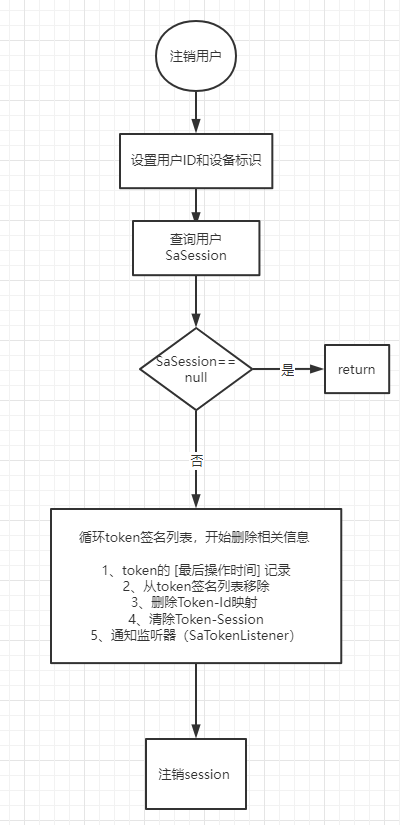 注销用户
设置用户ID和设备标识
查询用户
SaSession
SaSession==
null
是
return
否
循环token签名列表，开始删除相关信息
1、token的 [最后操作时间] 记录
2、从token签名列表移除
3、删除Token-Id映射
4、清除Token-Session
5、通知监听器（SaTokenListener）
注销session